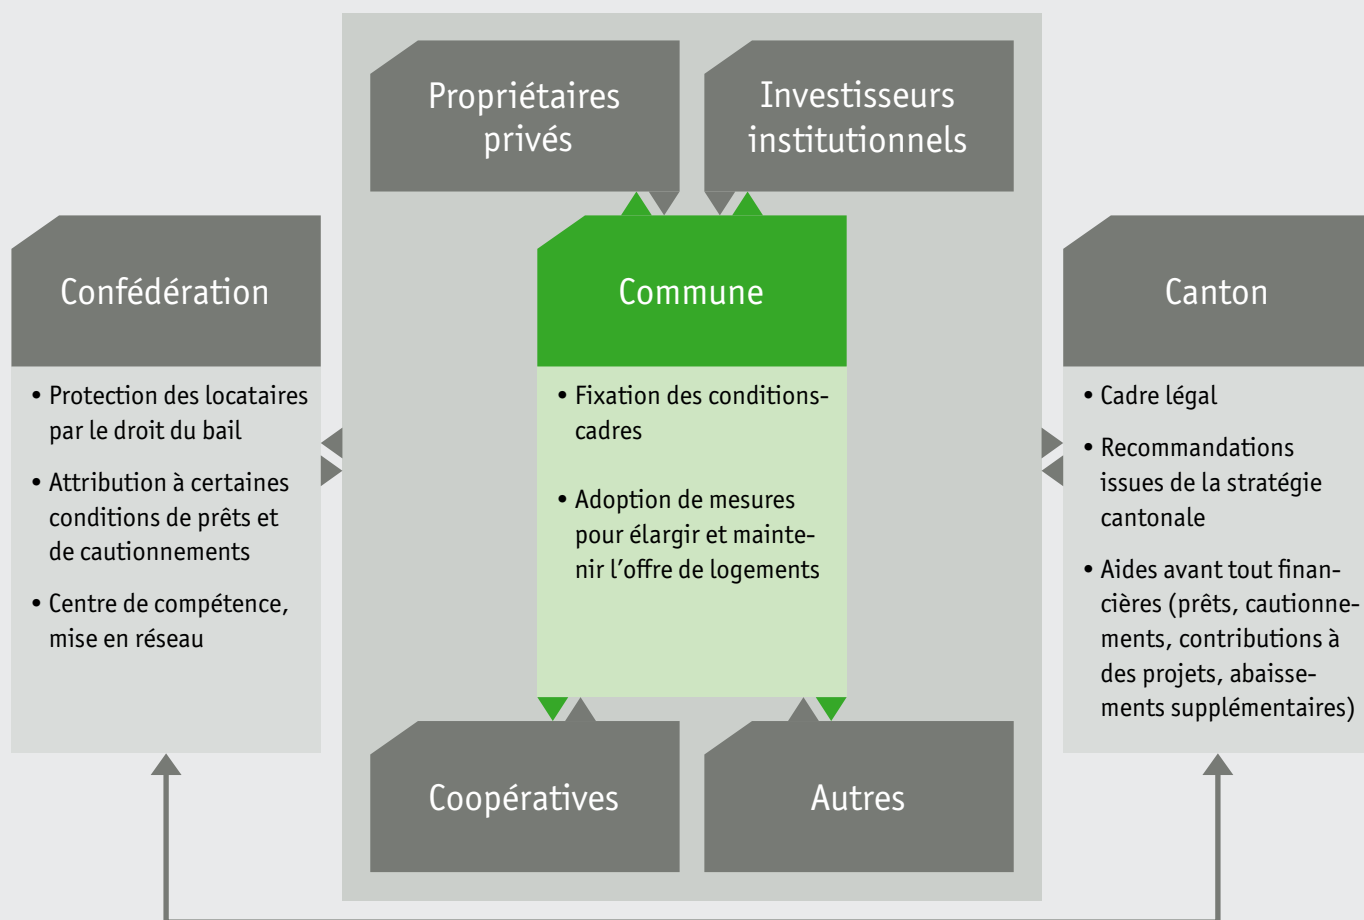 Propriétaires
privés
Investisseurs
institutionnels
Confédération
• Protection des locataires
par le droit du bail
• Attribution à certaines
conditions de prêts et
de cautionnements
• Centre de compétence,
mise en réseau
Commune
• Fixation des conditions-
cadres
• Adoption de mesures
pour élargir et mainte-
nir l’offre de logements
Canton
• Cadre légal
• Recommandations
issues de la stratégie
cantonale
• Aides avant tout finan-
cières (prêts, cautionne-
ments, contributions à
des projets, abaisse-
ments supplémentaires)
Coopératives
Autres